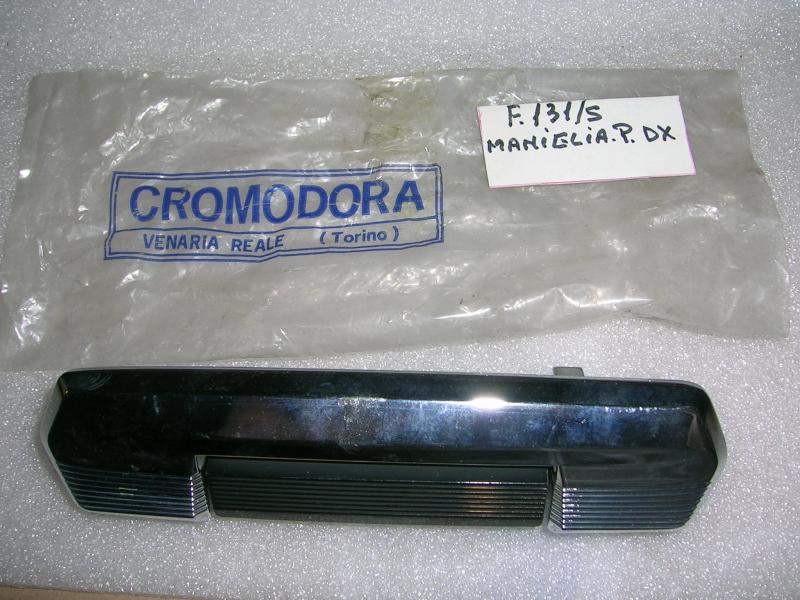 F.131/S
MANiGLiA.P. DX
CROMODORA
VENARIA REALE (Torino)